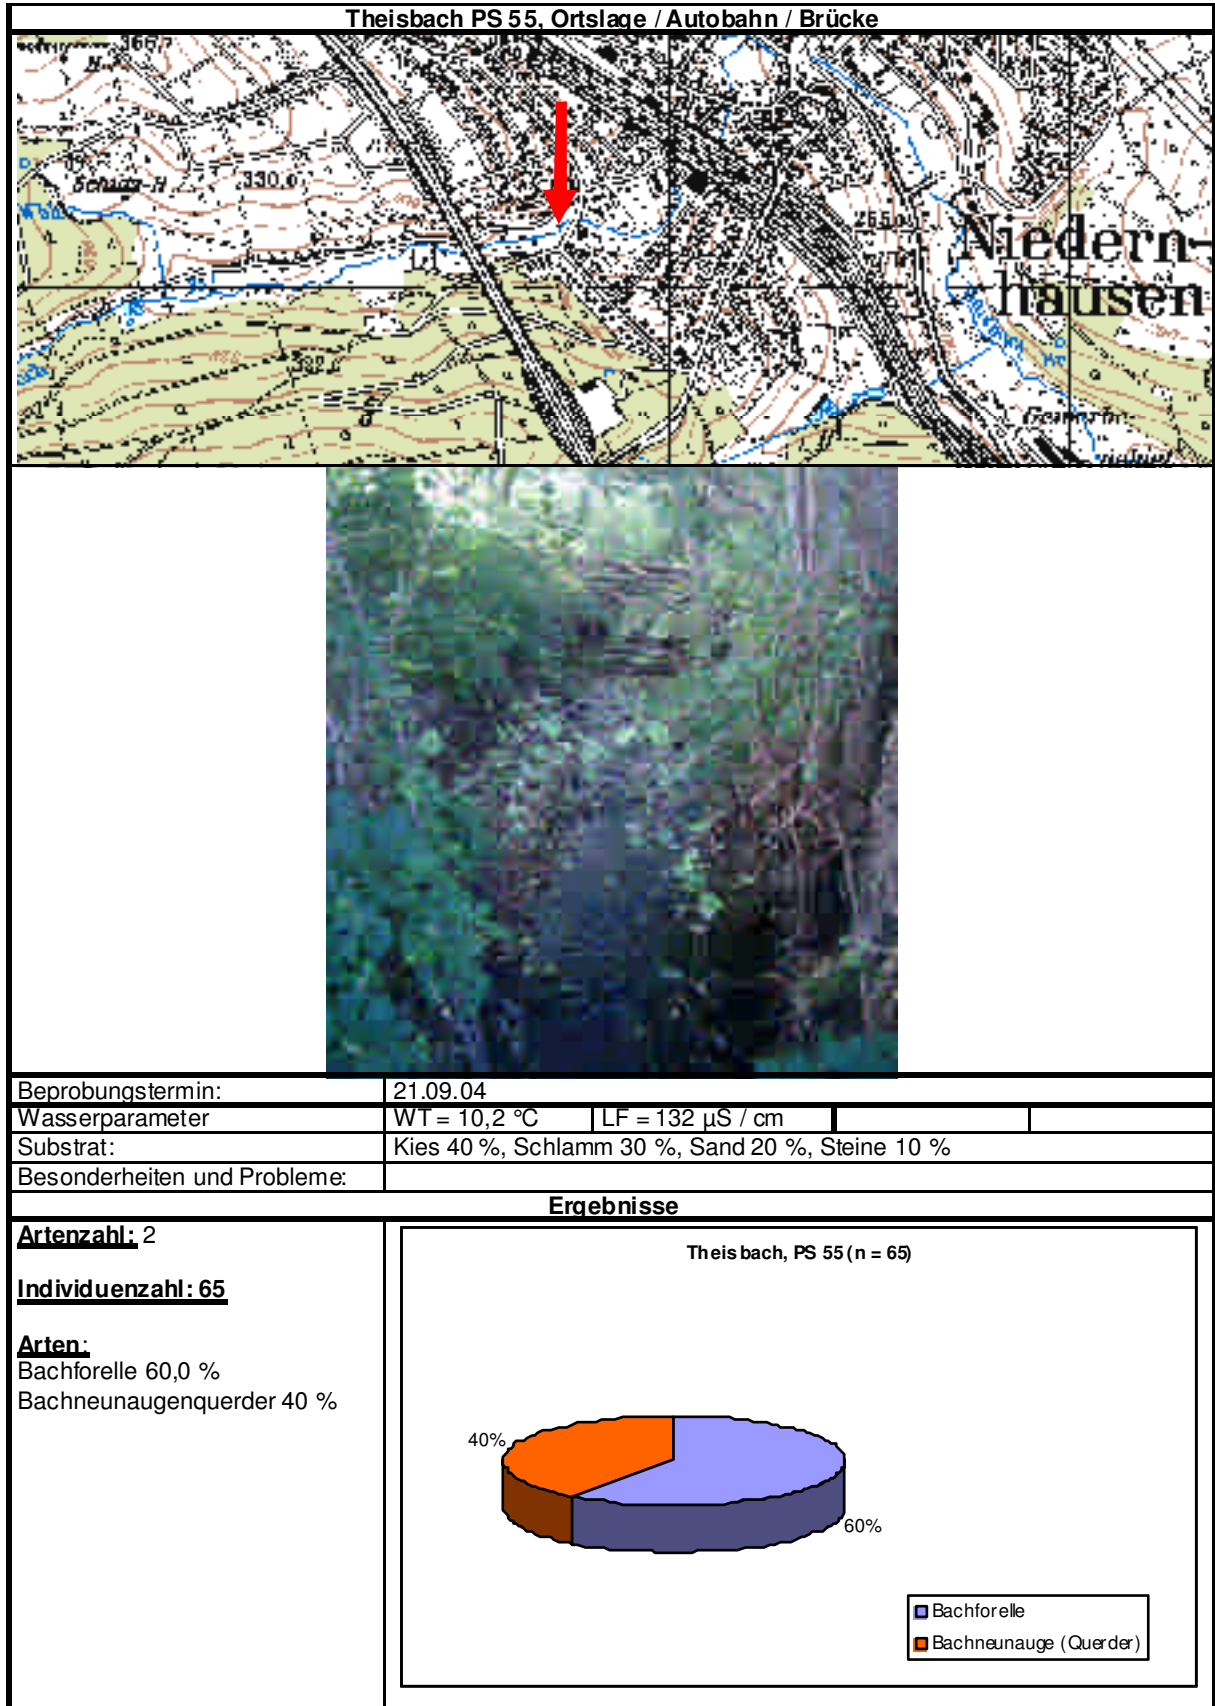 Theisbach PS 55, Ortslage / Autobahn / Brücke
330,0
Niedern-
hausen
Beprobungstermin: 21.09.04
Wasserparameter WT = 10,2 °C LF = 132 µS / cm
Substrat: Kies 40 %, Schlamm 30 %, Sand 20 %, Steine 10 %
Besonderheiten und Probleme:
Ergebnisse
Artenzahl: 2
Individuenzahl: 65
Arten:
Bachforelle 60,0 %
Bachneunaugenquerder 40 %
Theisbach, PS 55 (n = 65)
40%
60%
Bachforelle
Bachneunauge (Querder)